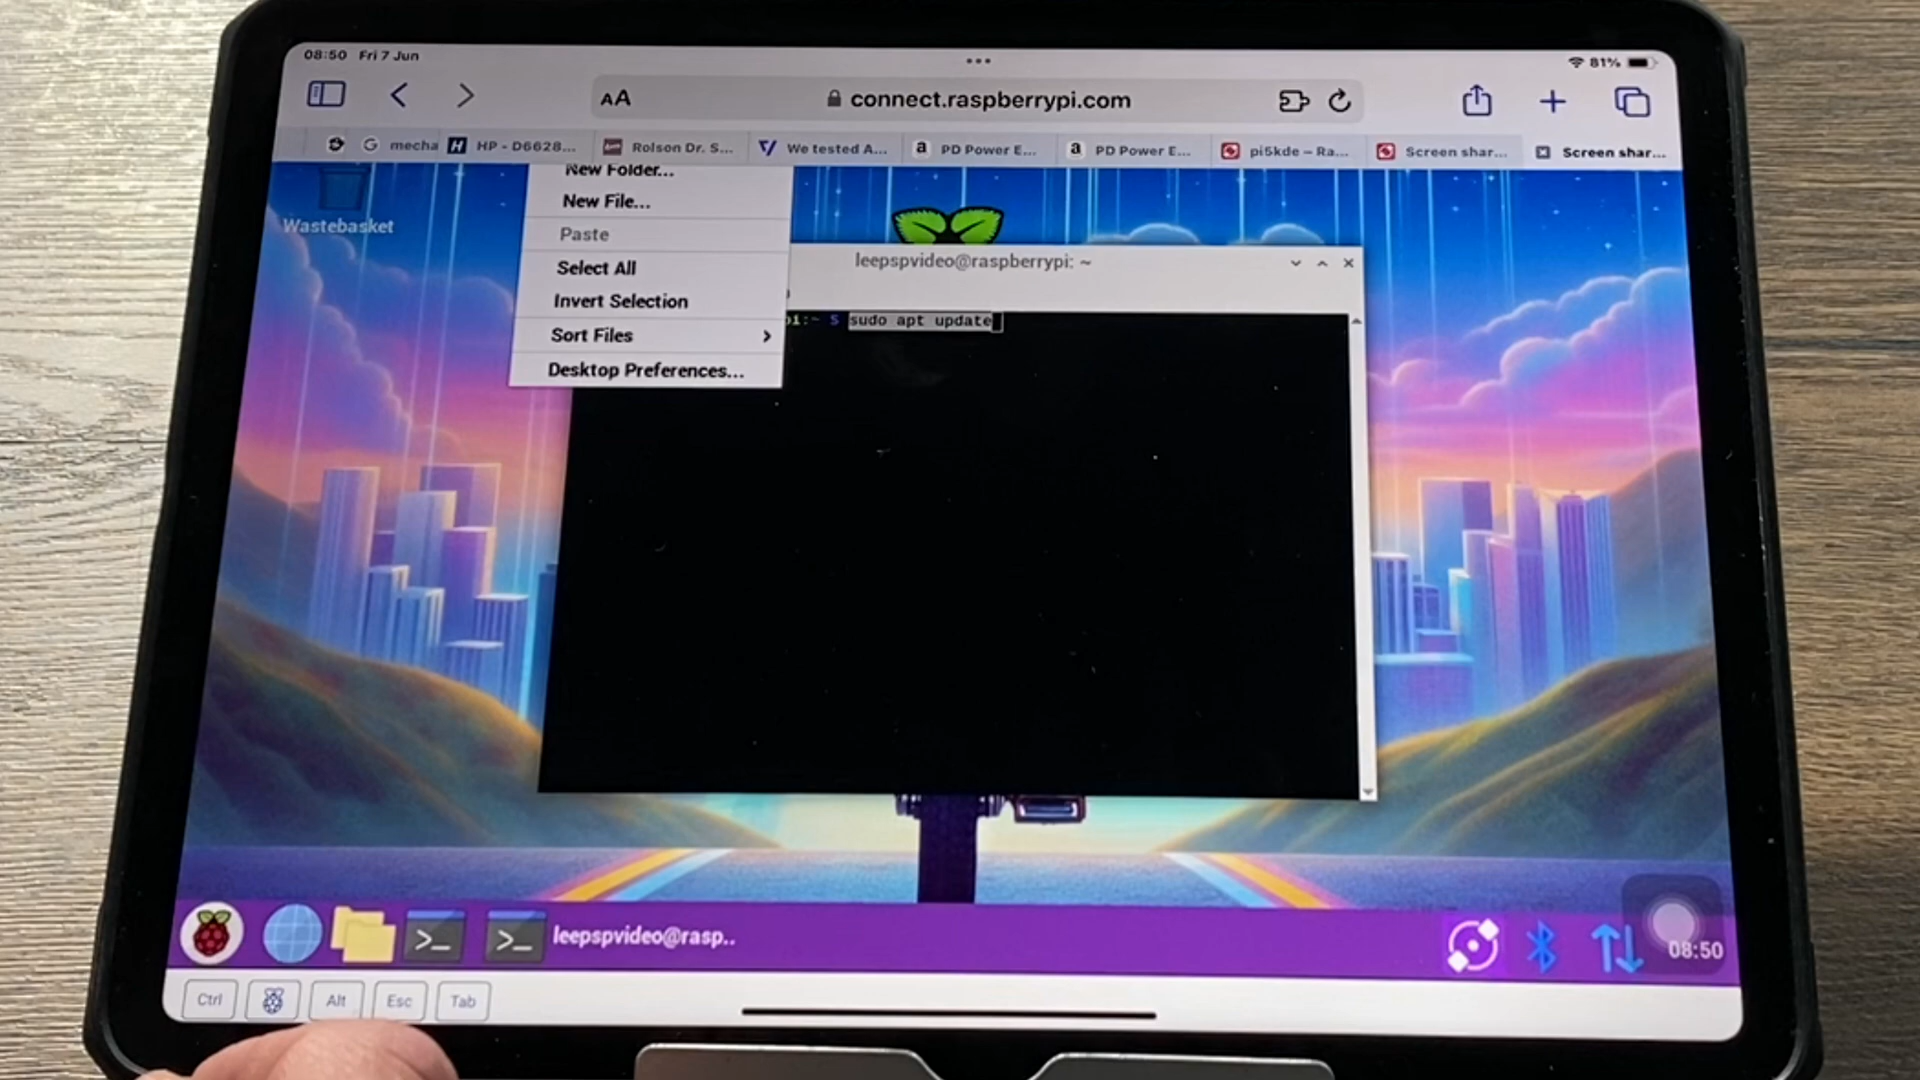 08:50 Fri 7 Jun
81%
AA connect.raspberrypi.com
mecha HP - D6628... Rolson Dr. S... We tested A... PD Power E... PD Power E... pi5kde – Ra... Screen shar... Screen shar...
Wastebasket
New Folder...
New File...
Paste
Select All
Invert Selection
Sort Files
Desktop Preferences...
leepspvideo@raspberrypi: ~
pi:~ $ sudo apt update
leepspvideo@rasp..
08:50
Ctrl Alt Esc Tab